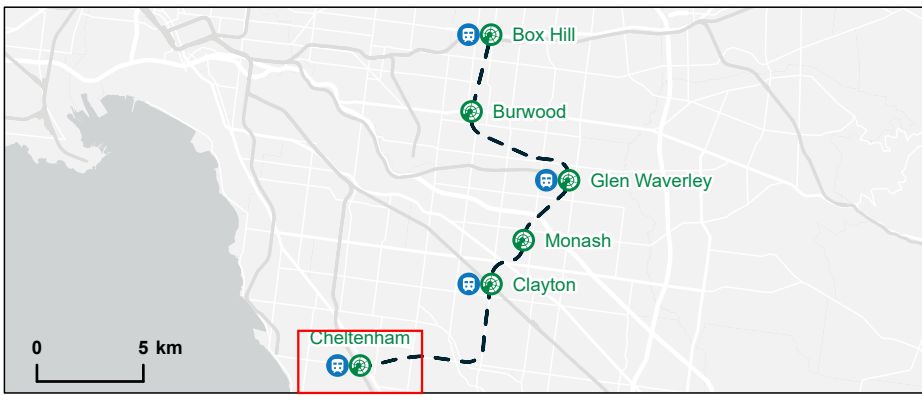 Box Hill
Burwood
Glen Waverley
Monash
Clayton
Cheltenham
0 5 km